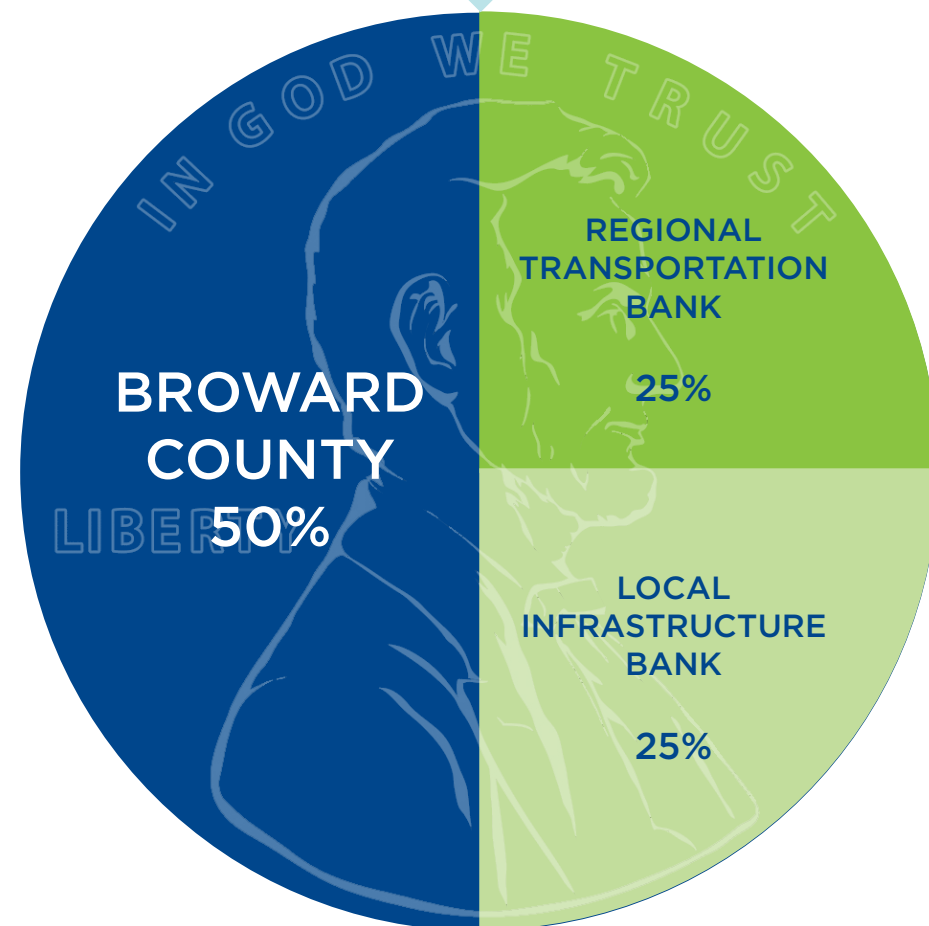 IN GOD WE TRUST
REGIONAL
TRANSPORTATION
BANK
25%
BROWARD
COUNTY
50%
LIBERTY
LOCAL
INFRASTRUCTURE
BANK
25%